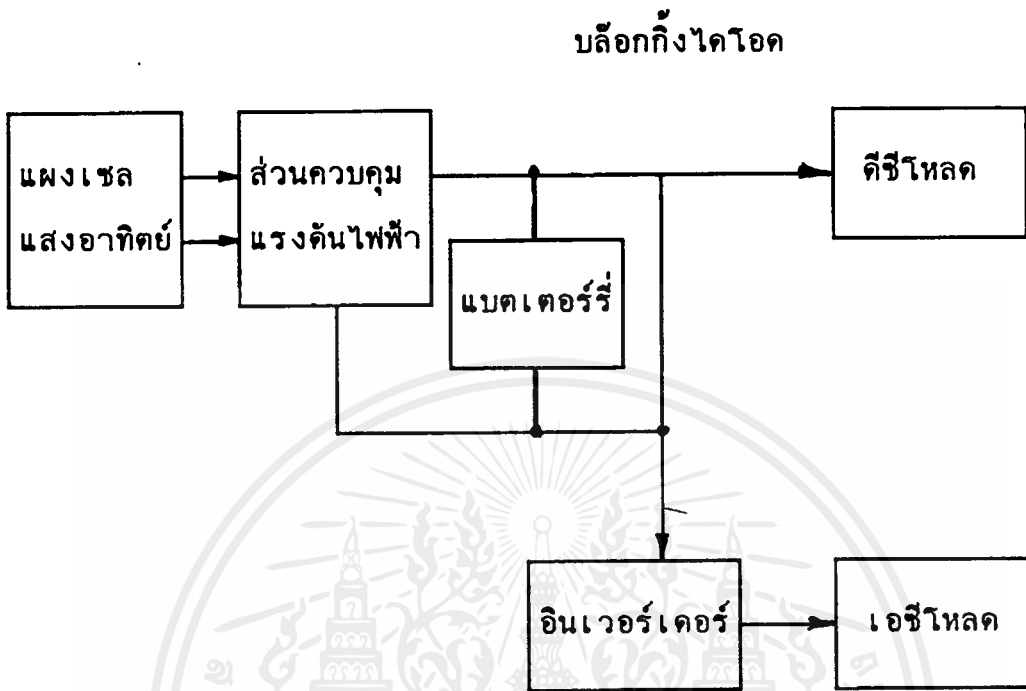 บล๊อกกิ้งไดโอด
แผงเซล
แสงอาทิตย์
ส่วนควบคุม
แรงดันไฟฟ้า
ดีซีโหลด
แบตเตอร์รี่
อินเวอร์เตอร์
เอซีโหลด